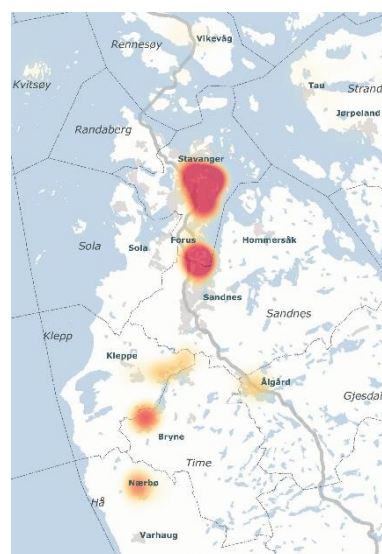 Vikevåg
Rennesøy
Kvitsøy
Tau
Strand
Jørpeland
Randaberg
Stavanger
Forus
Sola
Sola
Hommersåk
Sandnes
Sandnes
Klepp
Kleppe
Ålgård
Gjesdal
Bryne
Time
Nærbø
Hå
Varhaug